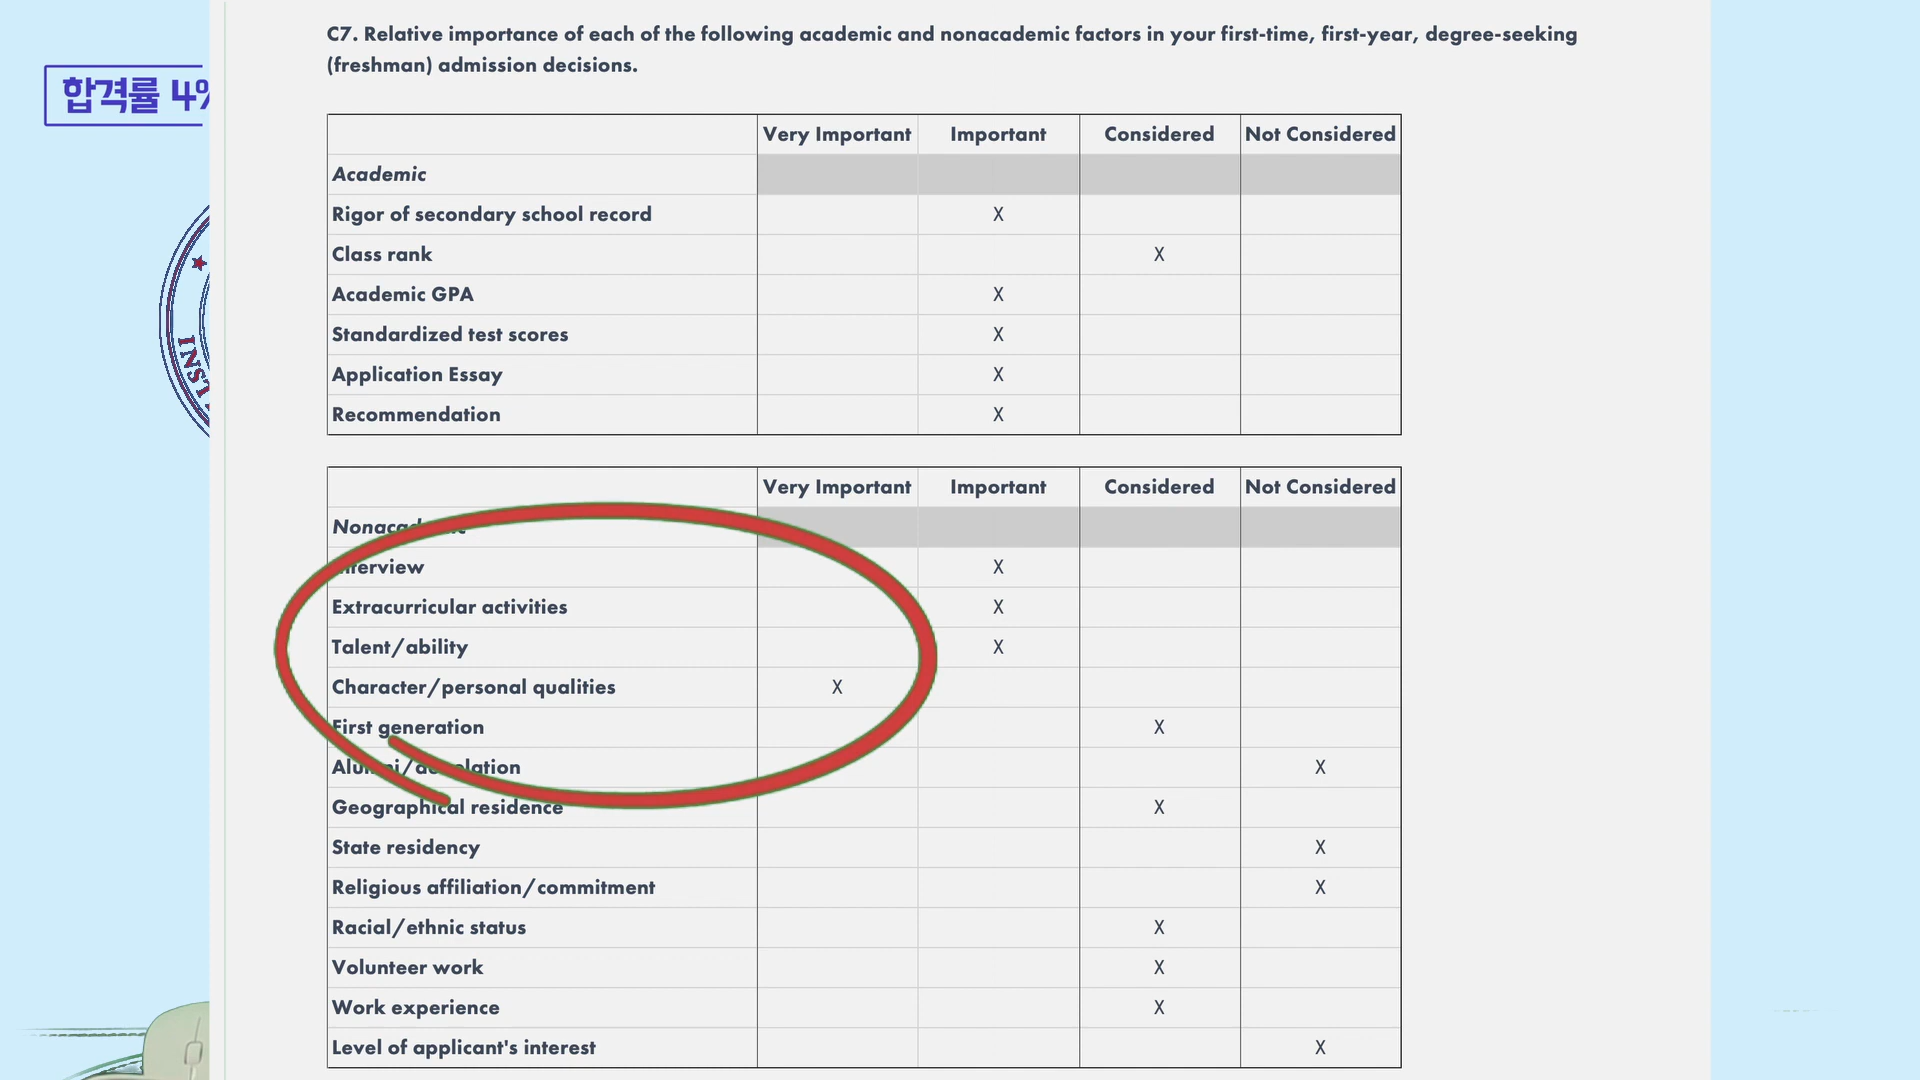 C7. Relative importance of each of the following academic and nonacademic factors in your first-time, first-year, degree-seeking
(freshman) admission decisions.
합격률 4%
Very Important Important Considered Not Considered
Academic
Rigor of secondary school record X
Class rank X
Academic GPA X
Standardized test scores X
Application Essay X
Recommendation X
Very Important Important Considered Not Considered
Interview X
Extracurricular activities X
Talent/ability X
Character/personal qualities X
First generation X
X
Geographical residence X
State residency X
Religious affiliation/commitment X
Racial/ethnic status X
Volunteer work X
Work experience X
Level of applicant's interest X